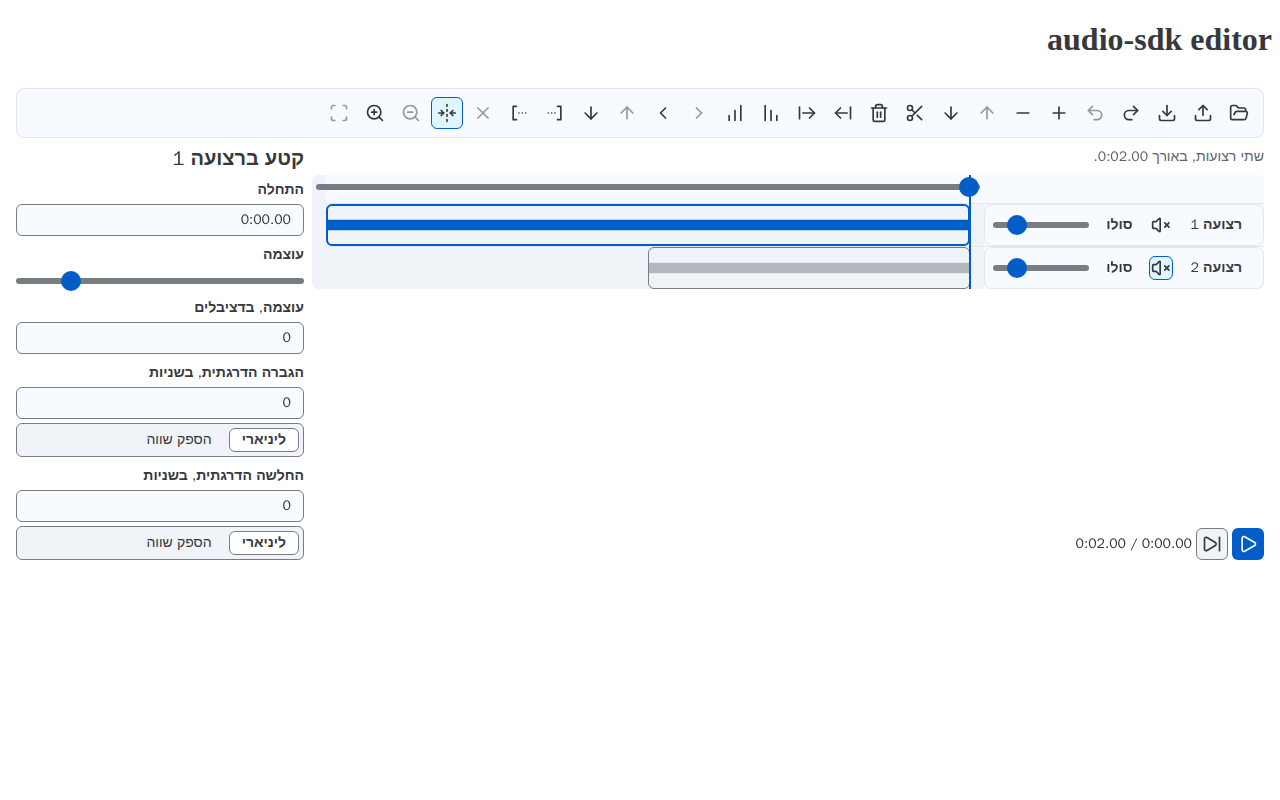 audio-sdk editor
שתי רצועות, באורך 0:02.00.
רצועה 1
סולו
רצועה 2
סולו
0:00.00 / 0:02.00
קטע ברצועה 1
התחלה
0:00.00
עוצמה
עוצמה, בדציבלים
0
הגברה הדרגתית, בשניות
0
ליניארי
הספק שווה
החלשה הדרגתית, בשניות
0
ליניארי
הספק שווה